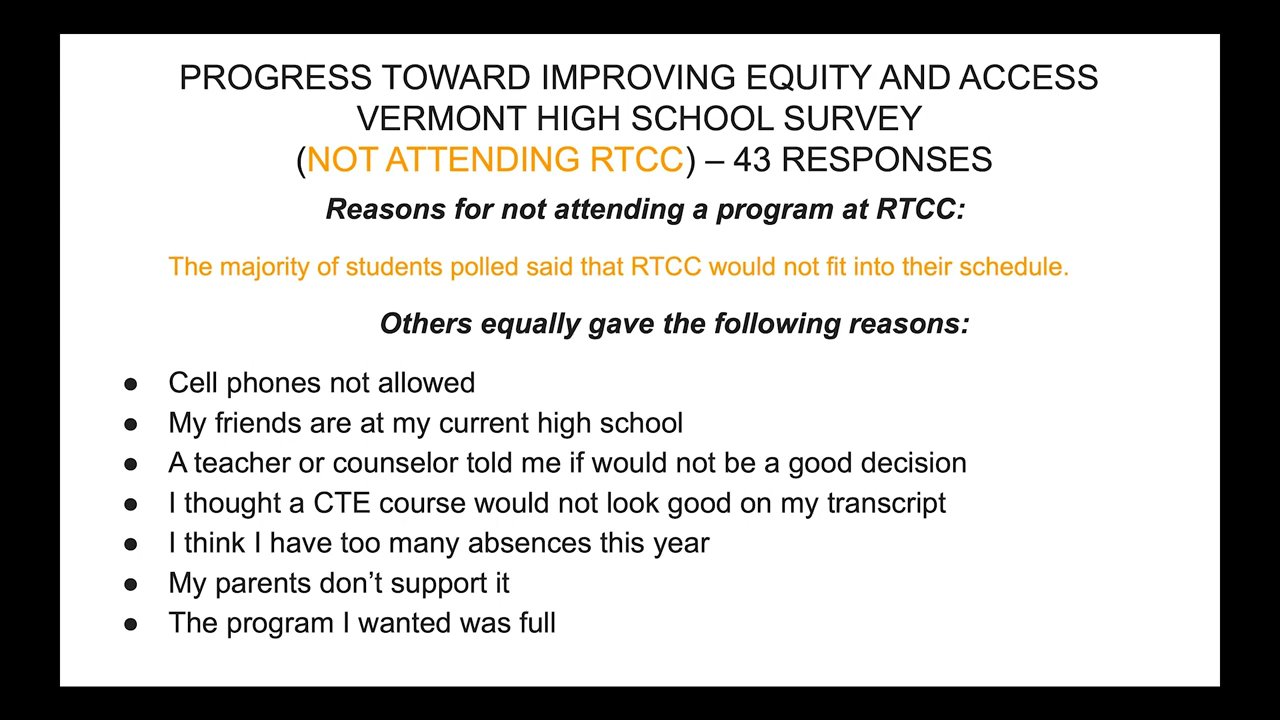 PROGRESS TOWARD IMPROVING EQUITY AND ACCESS
VERMONT HIGH SCHOOL SURVEY
(NOT ATTENDING RTCC) – 43 RESPONSES
Reasons for not attending a program at RTCC:
The majority of students polled said that RTCC would not fit into their schedule.
Others equally gave the following reasons:
● Cell phones not allowed
● My friends are at my current high school
● A teacher or counselor told me if would not be a good decision
● I thought a CTE course would not look good on my transcript
● I think I have too many absences this year
● My parents don’t support it
● The program I wanted was full